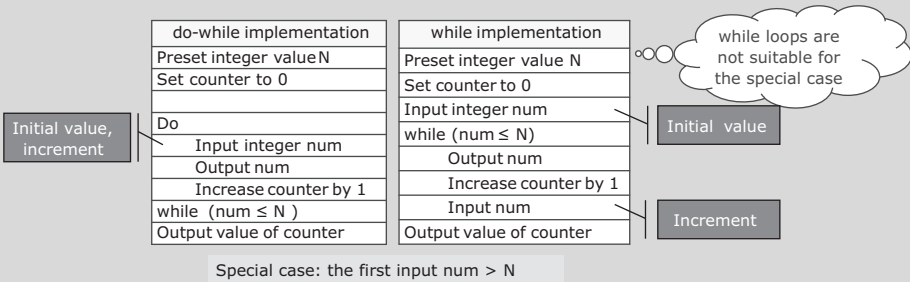 do-while implementation
Preset integer value N
Set counter to 0
Do
Input integer num
Output num
Increase counter by 1
while (num ≤ N )
Output value of counter
while implementation
Preset integer value N
Set counter to 0
Input integer num
while (num ≤ N)
Output num
Increase counter by 1
Input num
Output value of counter
while loops are
not suitable for
the special case
Initial value,
increment
Initial value
Increment
Special case: the first input num > N